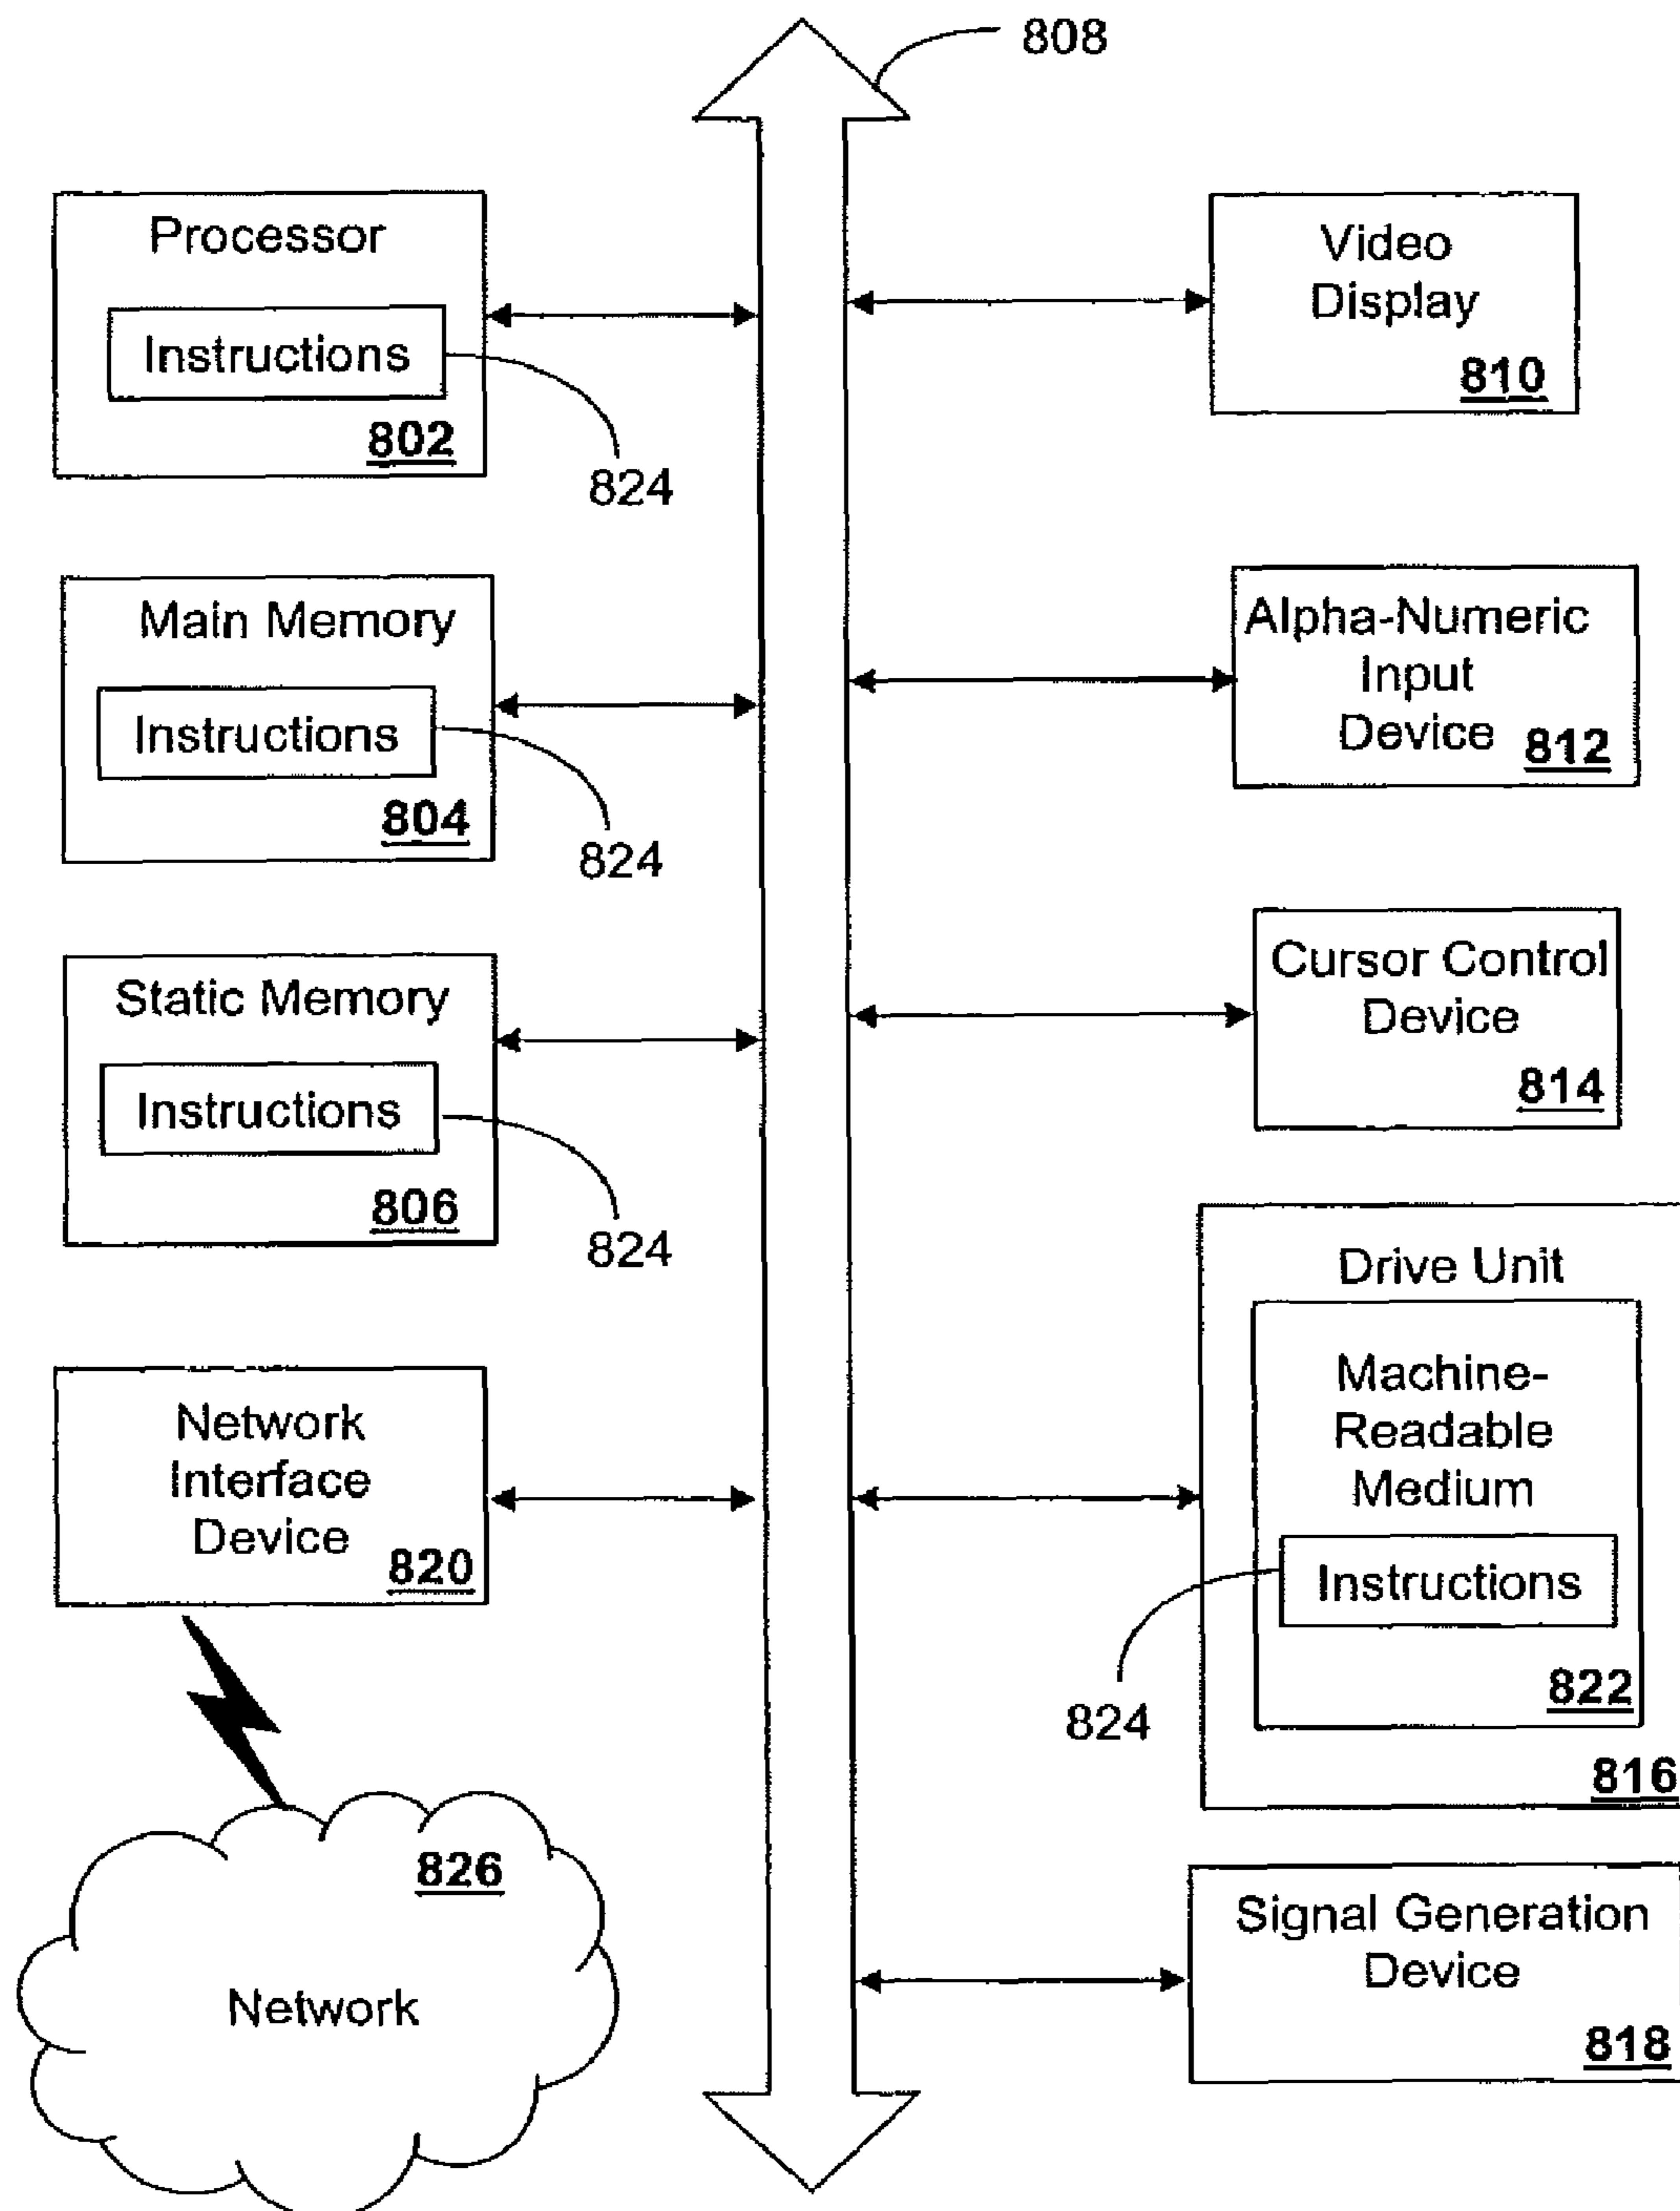 808
Processor
Instructions
802
824
Main Memory
Instructions
804
824
Static Memory
Instructions
806
824
Network
Interface
Device
820
826
Network
Video
Display
810
Alpha-Numeric
Input
Device
812
Cursor Control
Device
814
Drive Unit
Machine-
Readable
Medium
Instructions
824
822
816
Signal Generation
Device
818